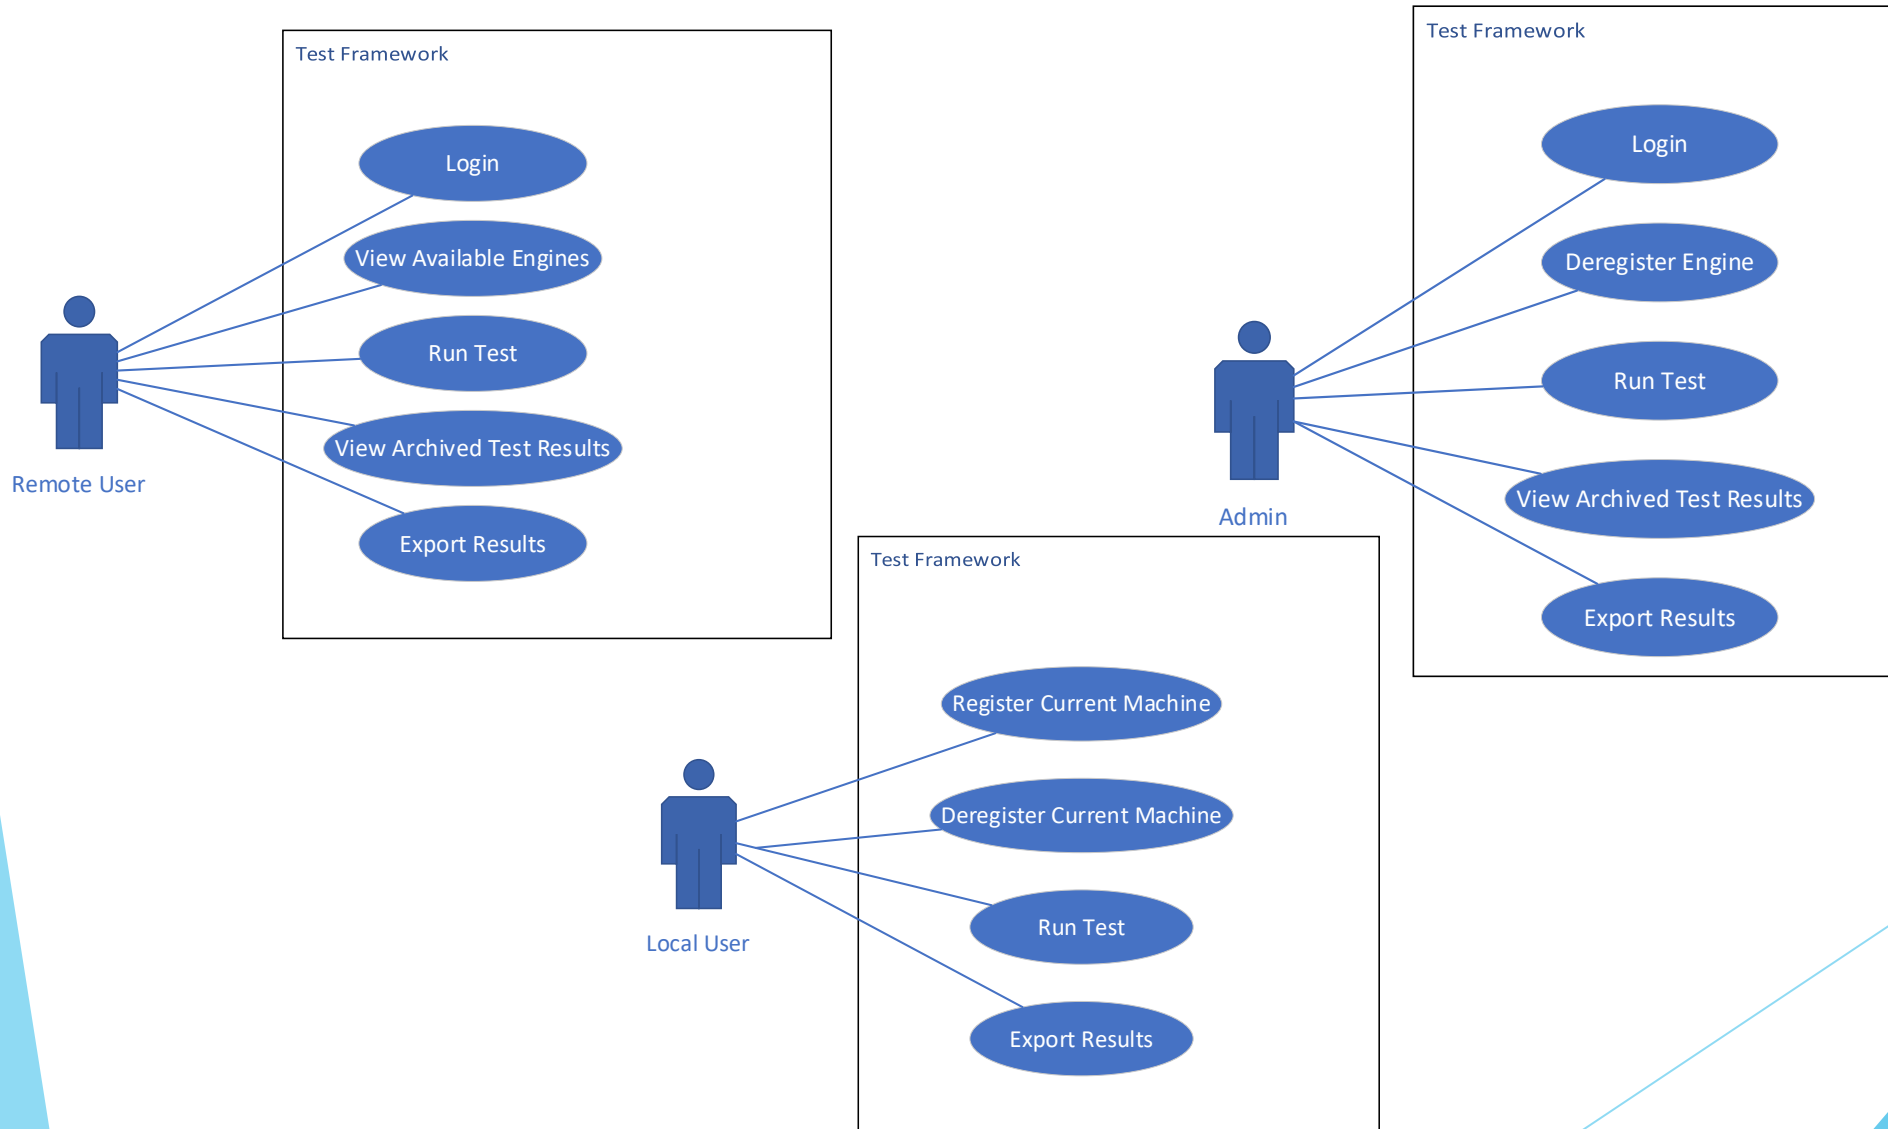 Test Framework
Login
View Available Engines
Run Test
View Archived Test Results
Export Results
Remote User
Test Framework
Login
Deregister Engine
Run Test
View Archived Test Results
Export Results
Admin
Test Framework
Register Current Machine
Deregister Current Machine
Run Test
Export Results
Local User